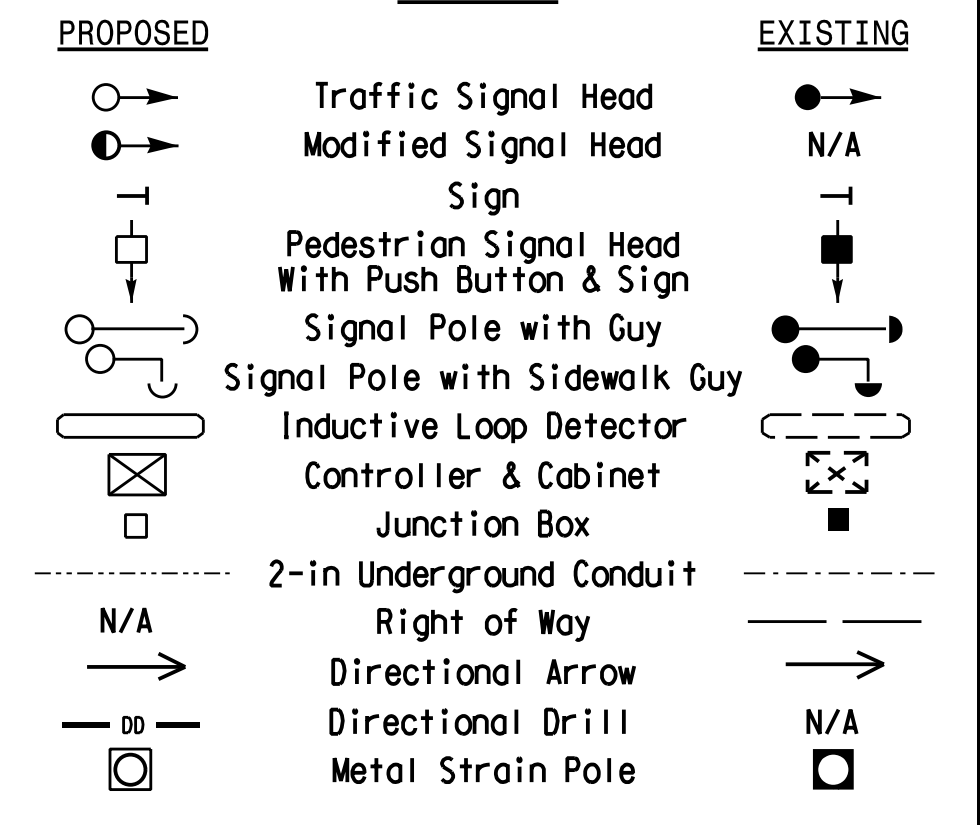 PROPOSED EXISTING
Traffic Signal Head
Modified Signal Head N/A
Sign
Pedestrian Signal Head
With Push Button & Sign
Signal Pole with Guy
Signal Pole with Sidewalk Guy
Inductive Loop Detector
Controller & Cabinet
Junction Box
2-in Underground Conduit
N/A Right of Way
Directional Arrow
DD Directional Drill N/A
Metal Strain Pole